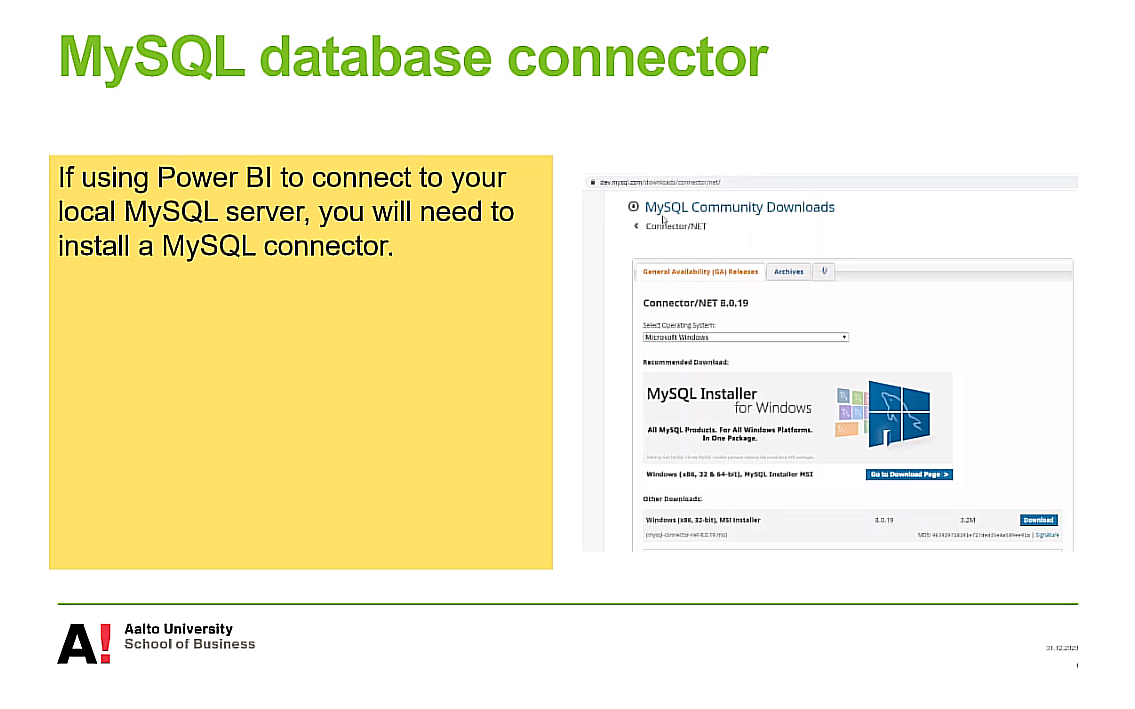 MySQL database connector
If using Power BI to connect to your
local MySQL server, you will need to
install a MySQL connector.
dev.mysql.com/downloads/connector/net/
MySQL Community Downloads
Connector/NET
General Availability (GA) Releases Archives
Connector/NET 8.0.19
Select Operating System:
Microsoft Windows
Recommended Download:
MySQL Installer
for Windows
All MySQL Products. For All Windows Platforms.
In One Package.
Windows (x86, 32 & 64-bit), MySQL Installer MSI Go to Download Page >
Other Downloads:
Windows (x86, 32-bit), MSI Installer 8.0.19 3.2M Download
(mysql-connector-net-8.0.19.msi) MD5: | Signature
A!
Aalto University
School of Business